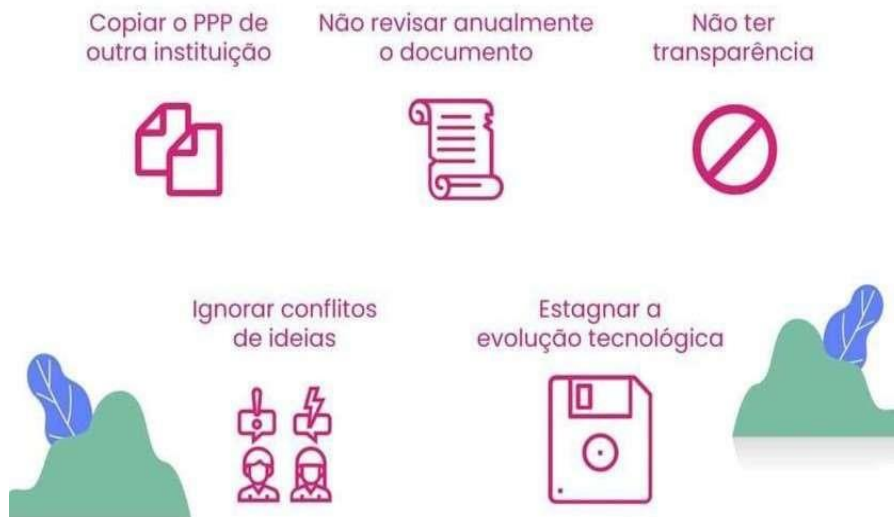 Copiar o PPP de
outra instituição
Não revisar anualmente
o documento
Não ter
transparência
Ignorar conflitos
de ideias
Estagnar a
evolução tecnológica